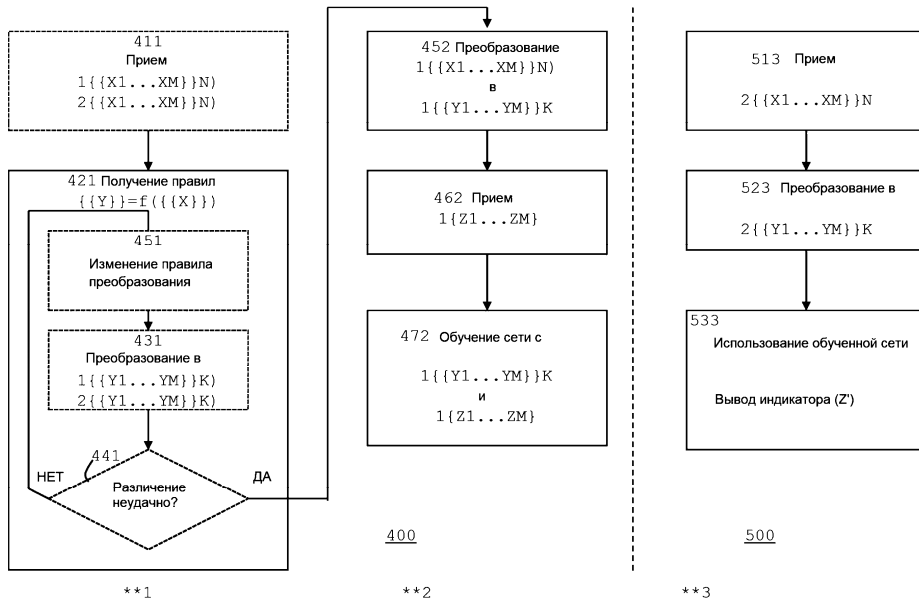 411
Прием
1{{X1...XM}}N)
2{{X1...XM}}N)
421 Получение правил
{{Y}}=f({{X}})
451
Изменение правила
преобразования
431
Преобразование в
1{{Y1...YM}}K)
2{{Y1...YM}}K)
441
НЕТ
Различение
неудачно?
ДА
**1
452 Преобразование
1{{X1...XM}}N)
в
1{{Y1...YM}}K
462 Прием
1{Z1...ZM}
472 Обучение сети с
1{{Y1...YM}}K
и
1{Z1...ZM}
400
**2
513 Прием
2{{X1...XM}}N
523 Преобразование в
2{{Y1...YM}}K
533
Использование обученной сети
Вывод индикатора (Z')
500
**3